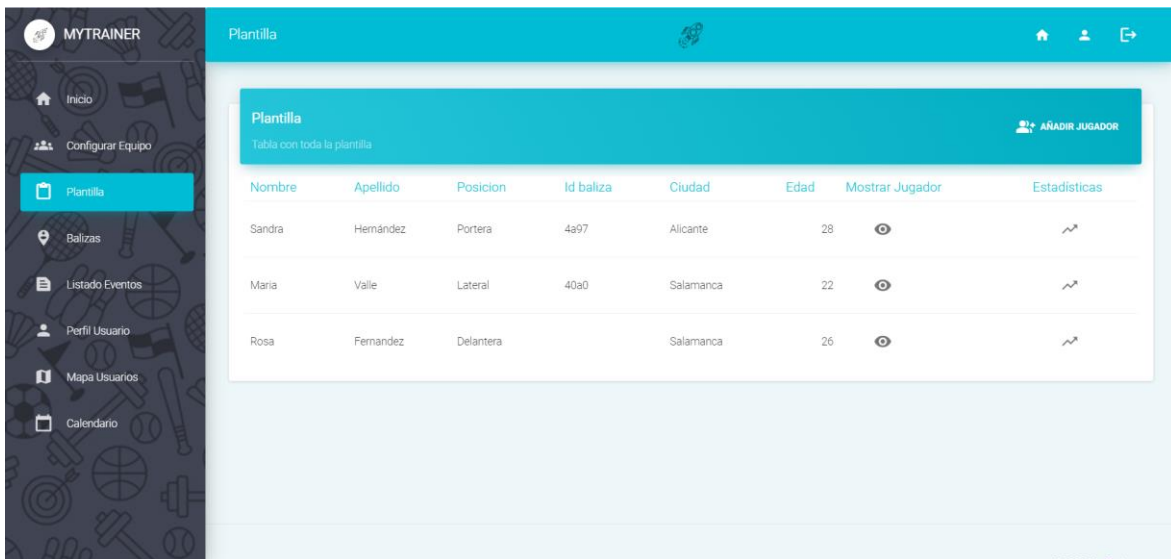 MYTRAINER
Inicio
Configurar Equipo
Plantilla
Balizas
Listado Eventos
Perfil Usuario
Mapa Usuarios
Calendario
Plantilla
Plantilla
Tabla con toda la plantilla
AÑADIR JUGADOR
Nombre Apellido Posicion Id baliza Ciudad Edad Mostrar Jugador Estadísticas
Sandra Hernández Portera 4a97 Alicante 28
Maria Valle Lateral 40a0 Salamanca 22
Rosa Fernandez Delantera Salamanca 26